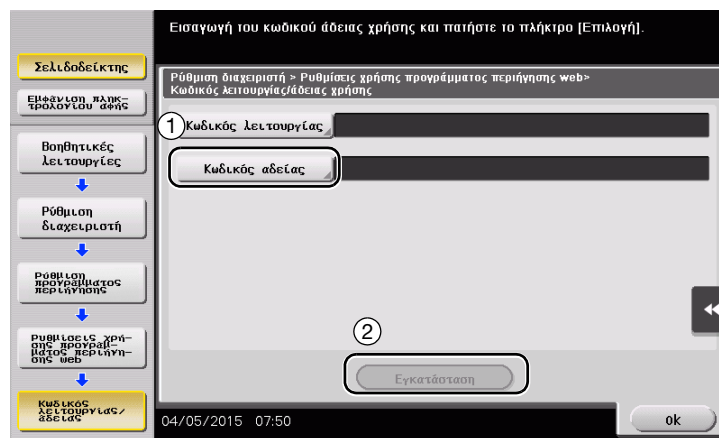 Εισαγωγή του κωδικού άδειας χρήσης και πατήστε το πλήκτρο [Επιλογή].
Σελιδοδείκτης
Εμφάνιση πληκ-
τρολογίου αφής
Βοηθητικές
λειτουργίες
Ρύθμιση
διαχειριστή
Ρύθμιση
προγράμματος
περιήγησης
Ρυθμίσεις χρή-
σης προγράμ-
ματος περιήγη-
σης web
Κωδικός
λειτουργίας/
άδειας
Ρύθμιση διαχειριστή > Ρυθμίσεις χρήσης προγράμματος περιήγησης web>
Κωδικός λειτουργίας/άδειας χρήσης
1 Κωδικός λειτουργίας
Κωδικός αδείας
2
Εγκατάσταση
04/05/2015 07:50
ok